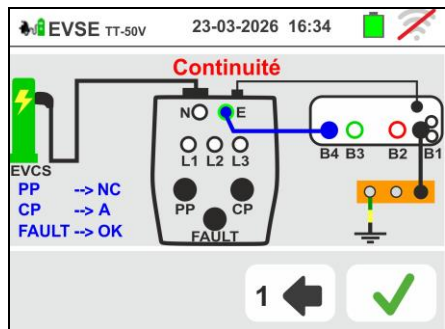 EVSE TT-50V 23-03-2026 16:34
Continuité
N E
L1 L2 L3
B4 B3 B2 B1
EVCS
PP --> NC
CP --> A
FAULT --> OK
PP CP
FAULT
1